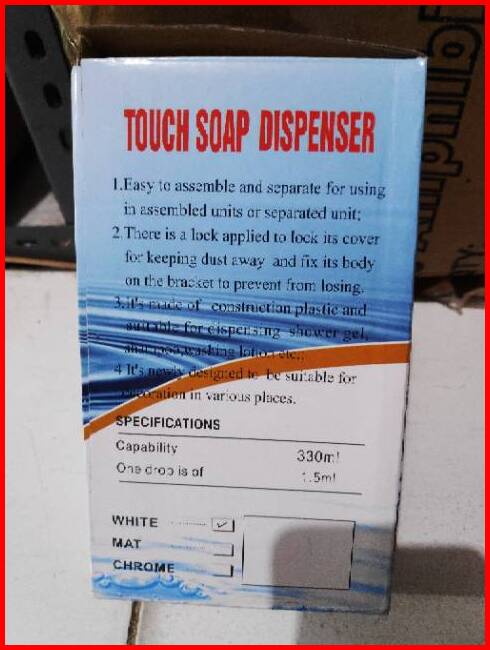 TOUCH SOAP DISPENSER
1.Easy to assemble and separate for using
in assembled units or separated unit;
2.There is a lock applied to lock its cover
for keeping dust away and fix its body
on the bracket to prevent from losing.
3.it's made of construction plastic and
suitable for dispensing shower gel,
washing lotion etc.;
4 It's newly designed to be suitable for
decoration in various places.
SPECIFICATIONS
Capability 330ml
One drop is of 1.5ml
WHITE
MAT
CHROME